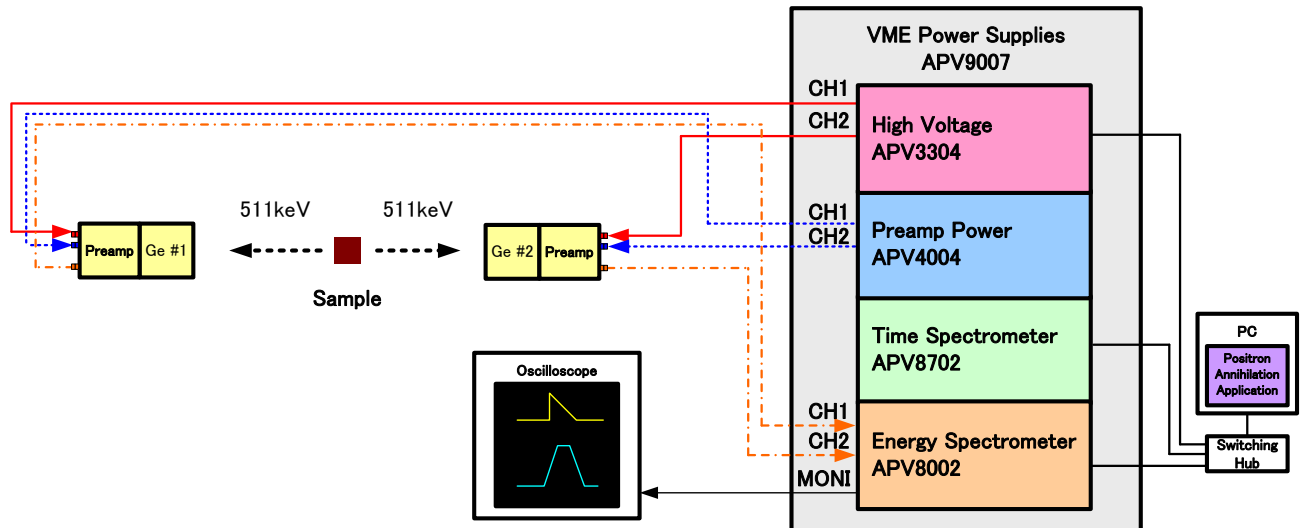 VME Power Supplies
APV9007
CH1
CH2
High Voltage
APV3304
CH1
CH2
Preamp Power
APV4004
Time Spectrometer
APV8702
CH1
CH2
MONI
Energy Spectrometer
APV8002
511keV
511keV
Preamp
Ge #1
Ge #2
Preamp
Sample
Oscilloscope
PC
Positron
Annihilation
Application
Switching
Hub